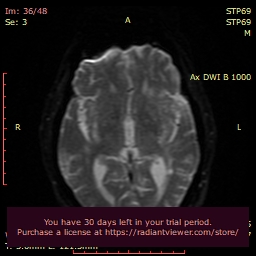 Im: 36/48
Se: 3
STP69
STP69
M
A
Ax DWI B 1000
R
L
You have 30 days left in your trial period.
Purchase a license at https://radiantviewer.com/store/